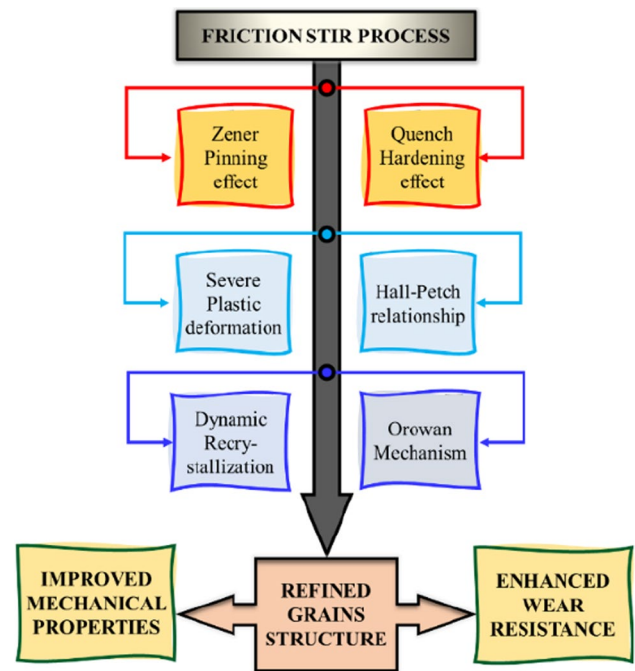 FRICTION STIR PROCESS
Zener
Pinning
effect
Quench
Hardening
effect
Severe
Plastic
deformation
Hall-Petch
relationship
Dynamic
Recry-
stallization
Orowan
Mechanism
IMPROVED
MECHANICAL
PROPERTIES
REFINED
GRAINS
STRUCTURE
ENHANCED
WEAR
RESISTANCE